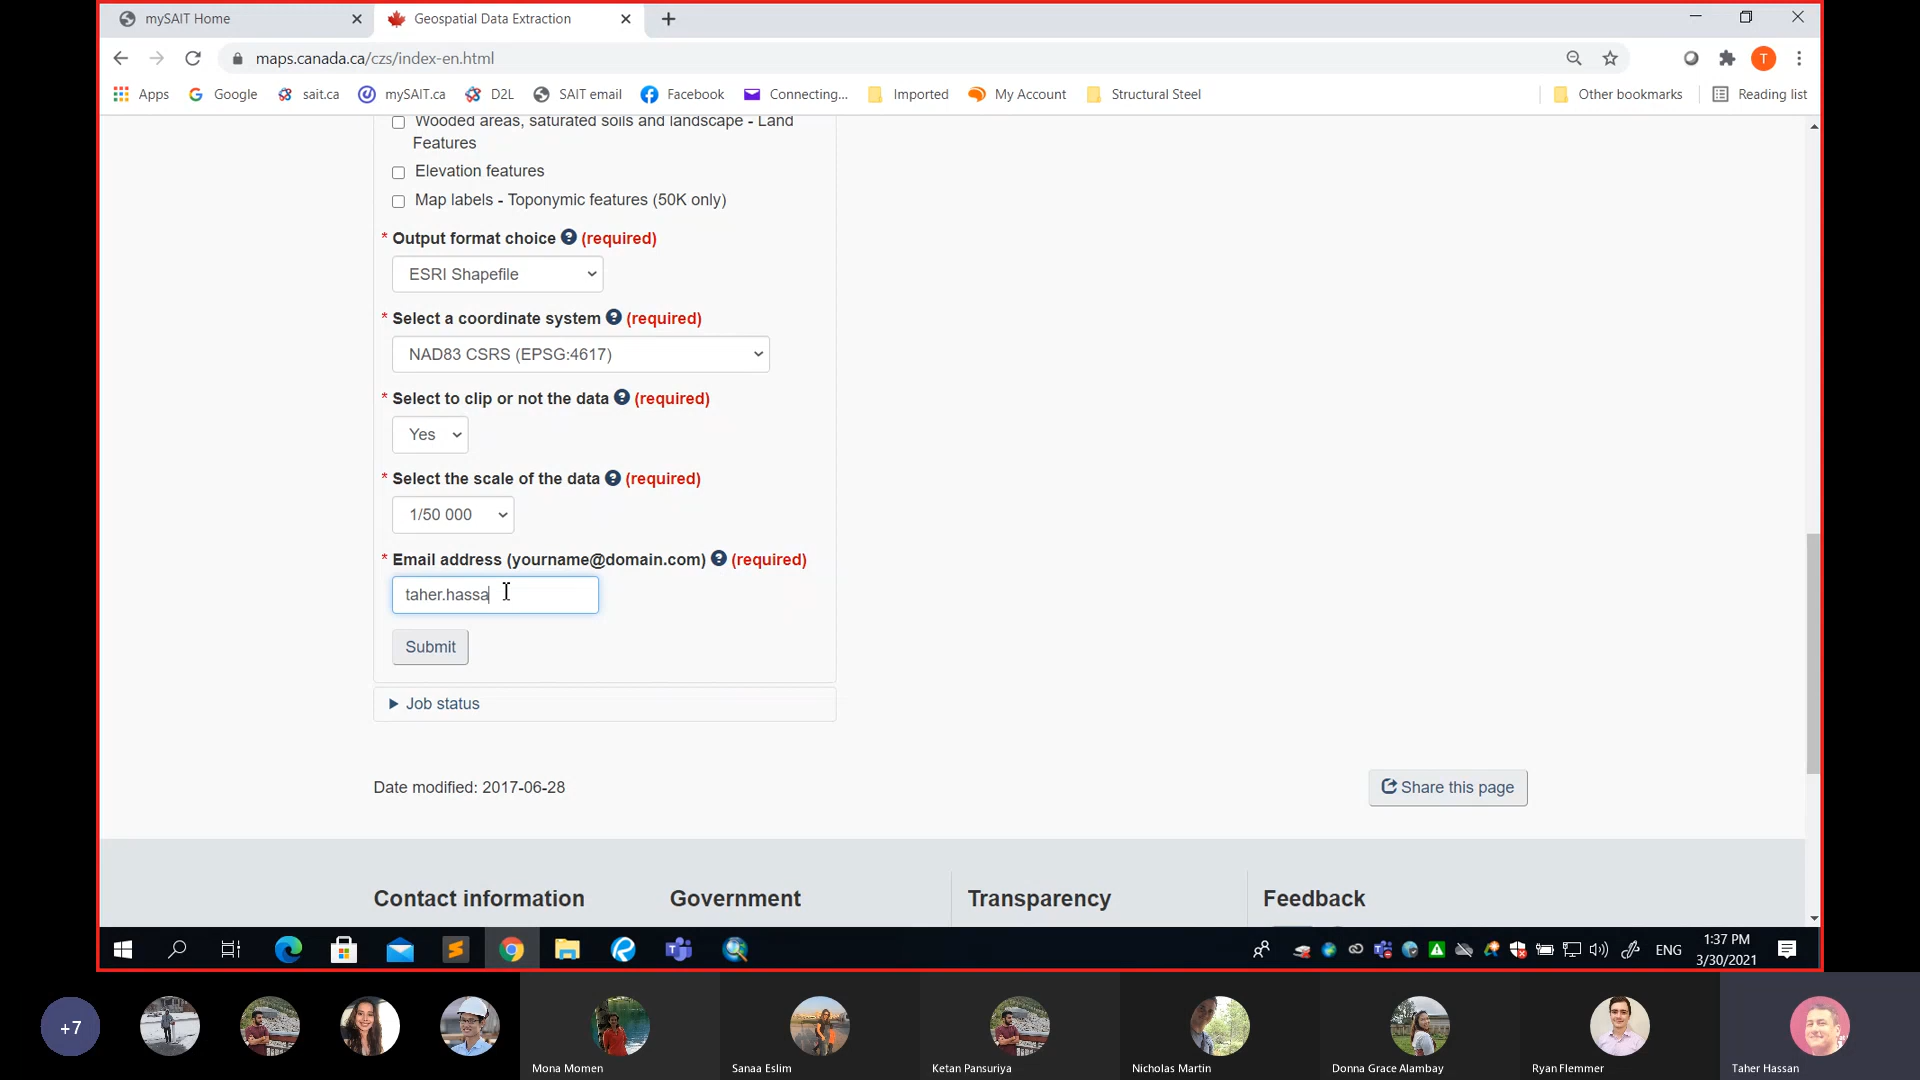 mySAIT Home
Geospatial Data Extraction
maps.canada.ca/czs/index-en.html
T
Apps
Google
sait.ca
mySAIT.ca
D2L
SAIT email
Facebook
Connecting...
Imported
My Account
Structural Steel
Other bookmarks
Reading list
Wooded areas, saturated soils and landscape - Land
Features
Elevation features
Map labels - Toponymic features (50K only)
* Output format choice ? (required)
ESRI Shapefile
* Select a coordinate system ? (required)
NAD83 CSRS (EPSG:4617)
* Select to clip or not the data ? (required)
Yes
* Select the scale of the data ? (required)
1/50 000
* Email address (yourname@domain.com) ? (required)
taher.hassa
Submit
Job status
Date modified: 2017-06-28
Share this page
Contact information
Government
Transparency
Feedback
ENG
1:37 PM
3/30/2021
+7
Mona Momen
Sanaa Eslim
Ketan Pansuriya
Nicholas Martin
Donna Grace Alambay
Ryan Flemmer
Taher Hassan